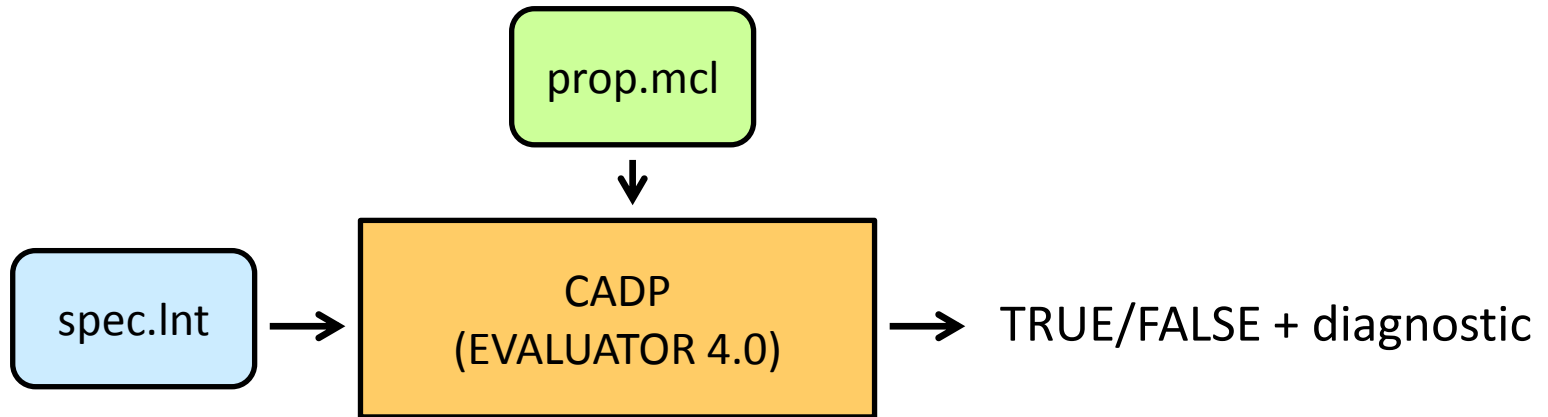 prop.mcl
spec.lnt
CADP
(EVALUATOR 4.0)
TRUE/FALSE + diagnostic